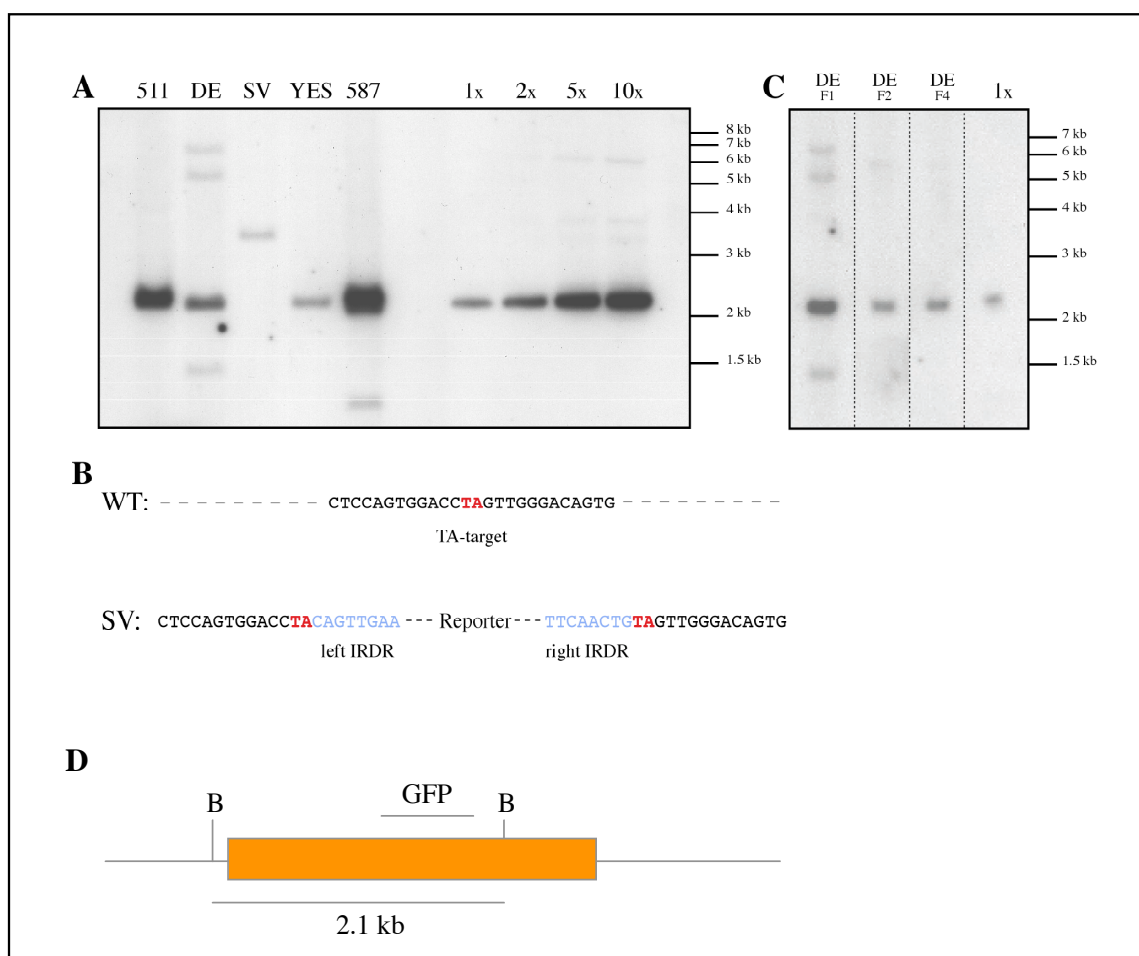 A 511 DE SV YES 587 1x 2x 5x 10x
8 kb
7 kb
6 kb
5 kb
4 kb
3 kb
2 kb
1.5 kb
C DE DE DE 1x
F1 F2 F4
7 kb
6 kb
5 kb
4 kb
3 kb
2 kb
1.5 kb
B
WT: CTCCAGTGGACCTAGTTGGGACAGTG
TA-target
SV: CTCCAGTGGACCTACAGTTGAA --- Reporter --- TTCAACTGTAGTTGGGACAGTG
left IRDR right IRDR
D
GFP
B B
2.1 kb